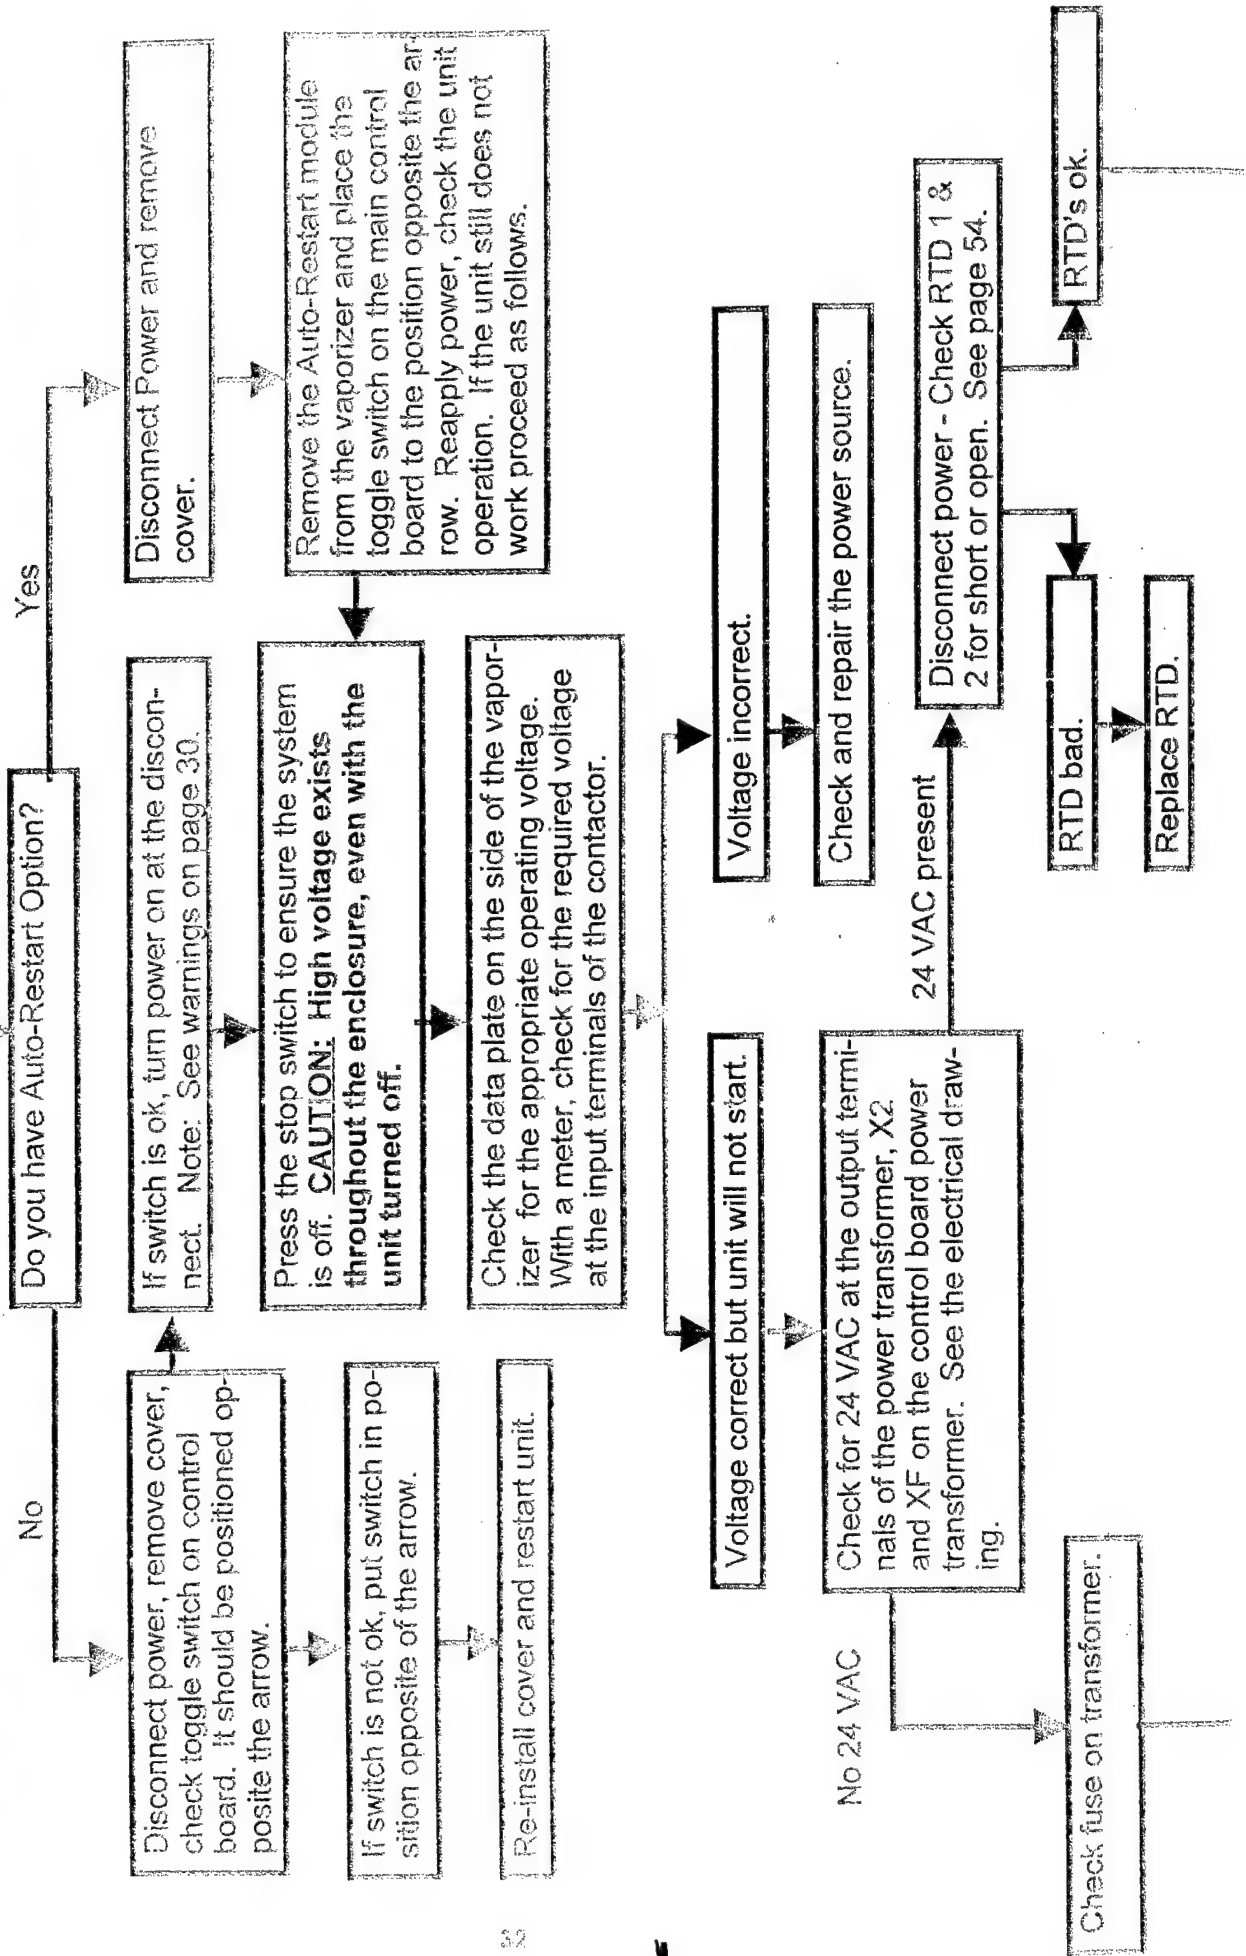 Do you have Auto-Restart Option?
No
Yes
Disconnect power, remove cover,
check toggle switch on control
board. It should be positioned op-
posite the arrow.
If switch is not ok, put switch in po-
sition opposite of the arrow.
Re-install cover and restart unit.
If switch is ok, turn power on at the discon-
nect. Note: See warnings on page 30.
Disconnect Power and remove
cover.
Remove the Auto-Restart module
from the vaporizer and place the
toggle switch on the main control
board to the position opposite the ar-
row. Reapply power, check the unit
operation. If the unit still does not
work proceed as follows.
Press the stop switch to ensure the system
is off. CAUTION: High voltage exists
throughout the enclosure, even with the
unit turned off.
Check the data plate on the side of the vapor-
izer for the appropriate operating voltage.
With a meter, check for the required voltage
at the input terminals of the contactor.
Voltage correct but unit will not start.
Voltage incorrect.
Check and repair the power source.
Check for 24 VAC at the output termi-
nals of the power transformer, X2
and XF on the control board power
transformer. See the electrical draw-
ing.
No 24 VAC
24 VAC present
Check fuse on transformer.
Disconnect power - Check RTD 1 &
2 for short or open. See page 54.
RTD bad.
Replace RTD.
RTD's ok.
32